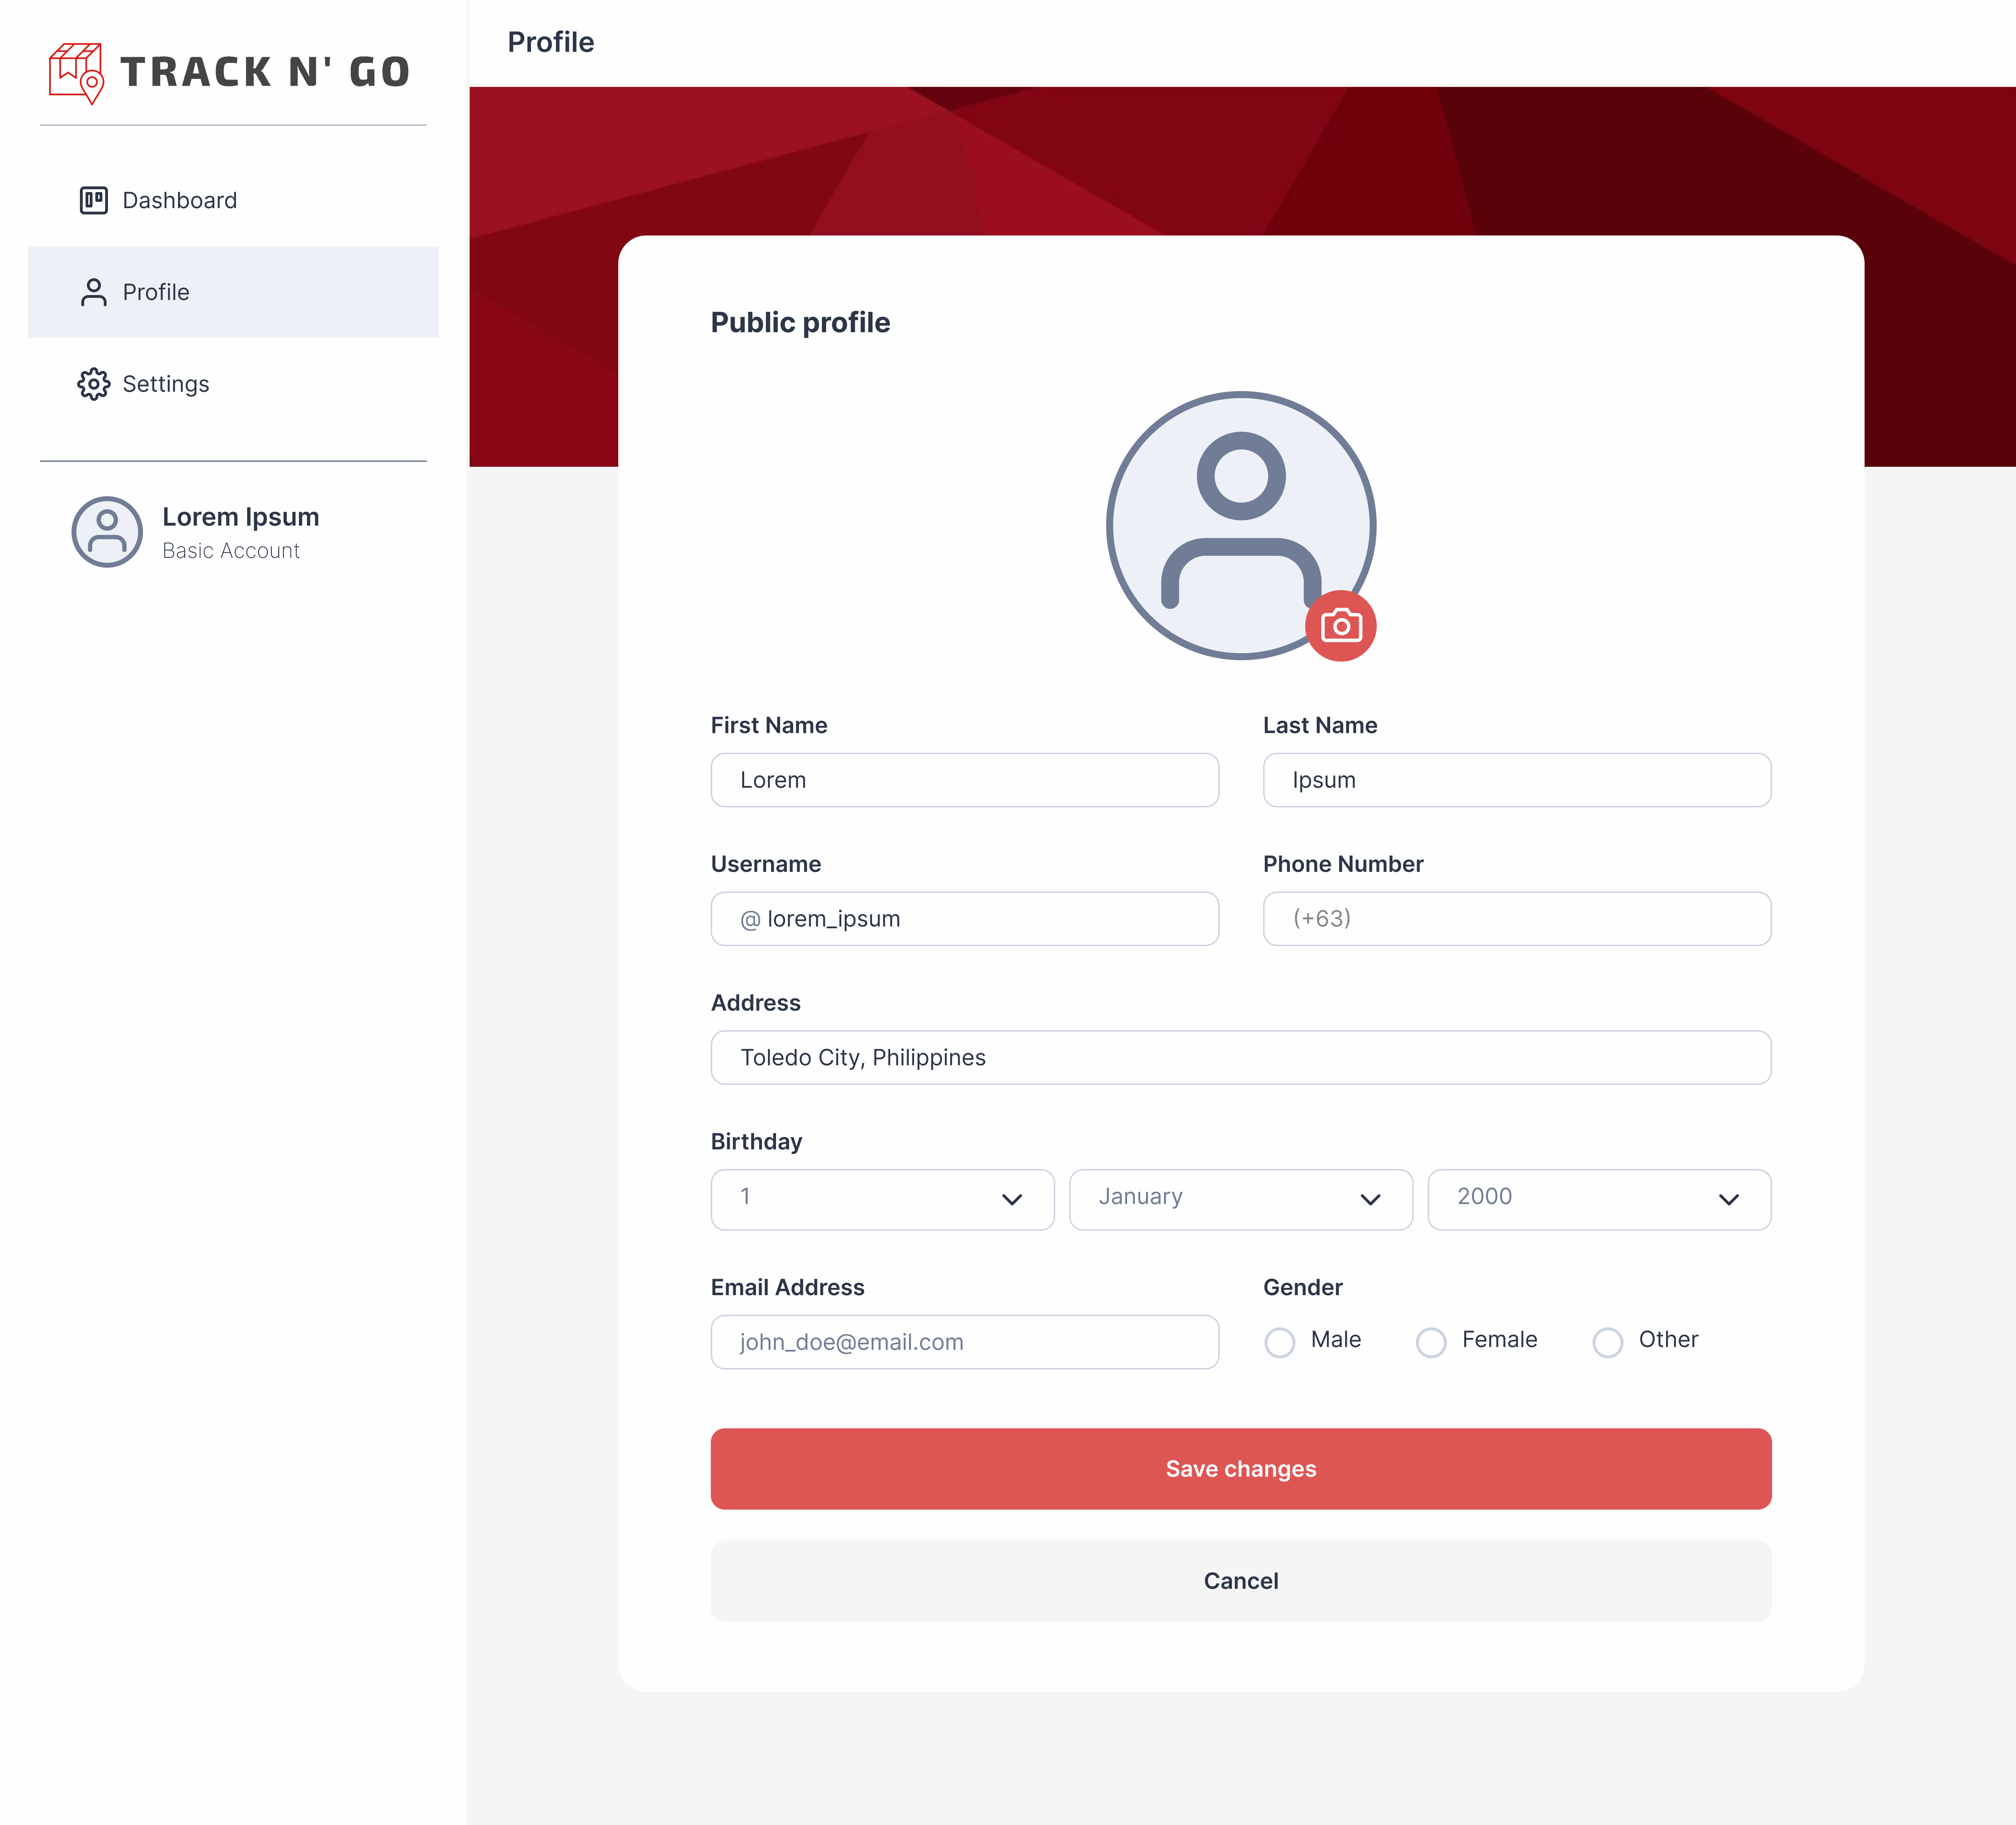 TRACK N' GO
Dashboard
Profile
Settings
Lorem Ipsum
Basic Account
Profile
Public profile
First Name
Last Name
Lorem
Ipsum
Username
Phone Number
@ lorem_ipsum
(+63)
Address
Toledo City, Philippines
Birthday
1
January
2000
Email Address
Gender
john_doe@email.com
Male
Female
Other
Save changes
Cancel